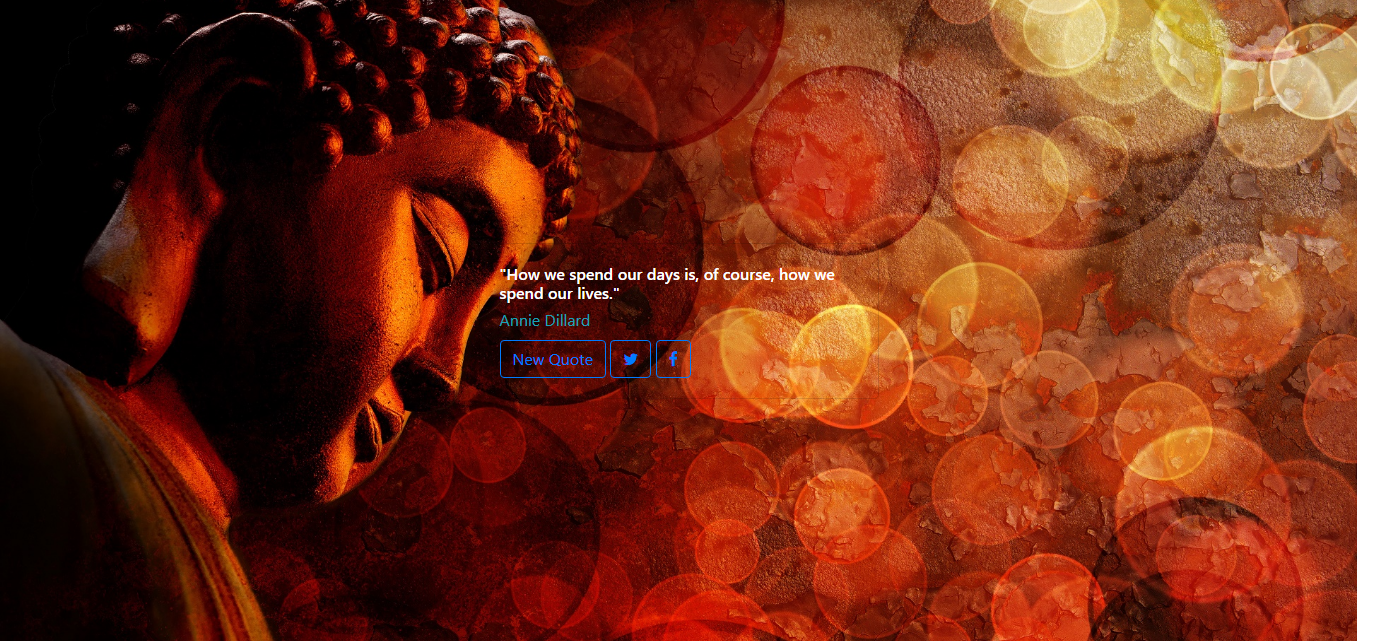 "How we spend our days is, of course, how we
spend our lives."
Annie Dillard
New Quote